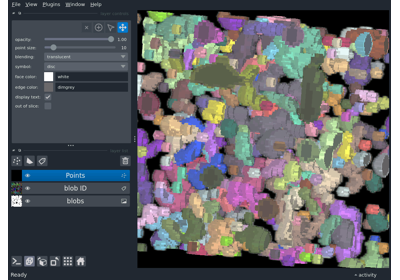 File View Plugins Window Help
opacity: 1.00
point size: 10
blending: translucent
symbol: disc
face color: white
edge color: dimgrey
display text:
out of slice:
Points
blob ID
blobs
Ready
activity